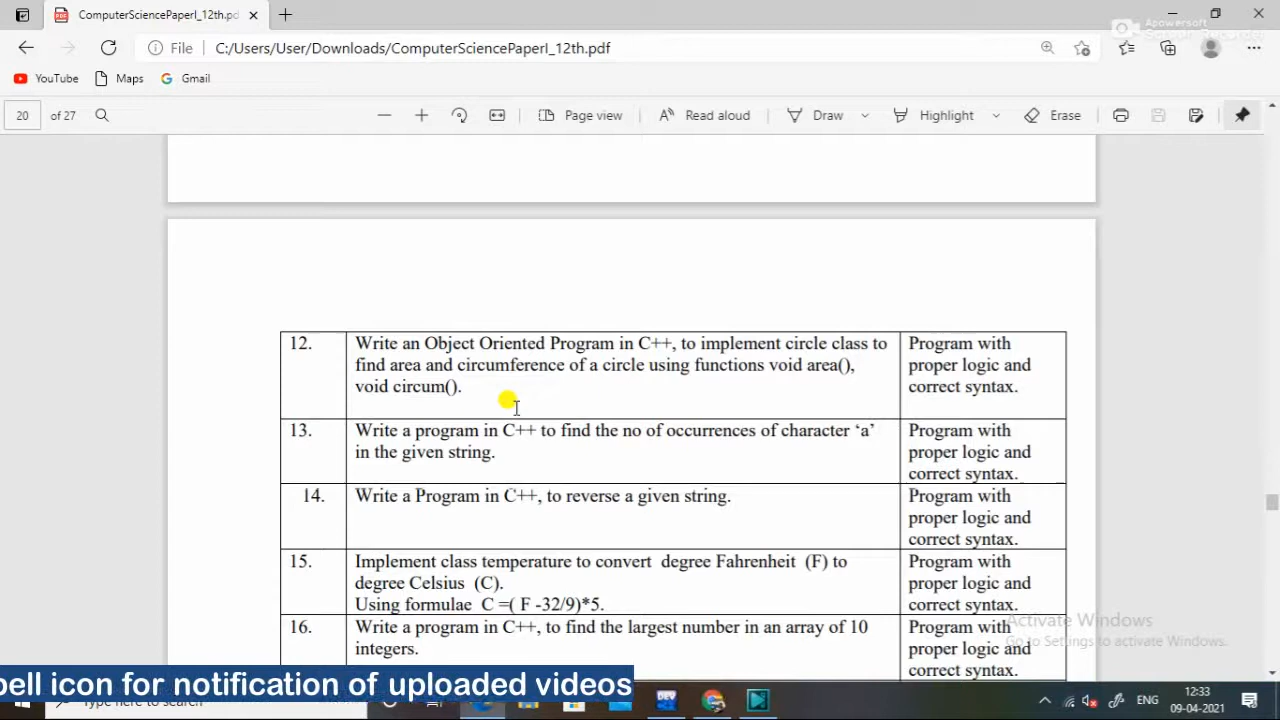 ComputerSciencePaperI_12th.pd
Apowersoft
Screen Recorder
File
C:/Users/User/Downloads/ComputerSciencePaperI_12th.pdf
YouTube
Maps
Gmail
20
of 27
Page view
Read aloud
Draw
Highlight
Erase
12.
Write an Object Oriented Program in C++, to implement circle class to
find area and circumference of a circle using functions void area(),
void circum().
Program with
proper logic and
correct syntax.
13.
Write a program in C++ to find the no of occurrences of character ‘a’
in the given string.
Program with
proper logic and
correct syntax.
14.
Write a Program in C++, to reverse a given string.
Program with
proper logic and
correct syntax.
15.
Implement class temperature to convert degree Fahrenheit (F) to
degree Celsius (C).
Using formulae C =( F -32/9)*5.
Program with
proper logic and
correct syntax.
16.
Write a program in C++, to find the largest number in an array of 10
integers.
Program with
proper logic and
correct syntax.
Activate Windows
Go to Settings to activate Windows.
bell icon for notification of uploaded videos
Type here to search
DEV
ENG
12:33
09-04-2021